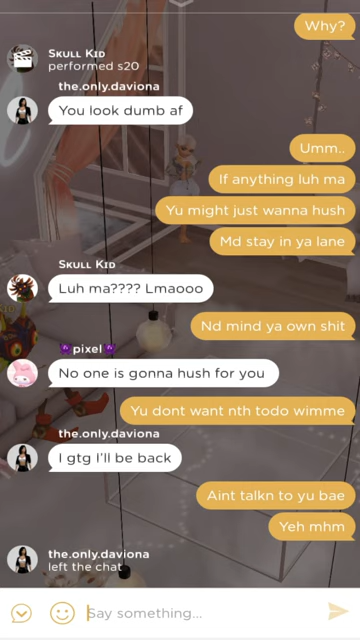 Why?
Skull Kid
performed s20
the.only.daviona
You look dumb af
Umm..
If anything luh ma
Yu might just wanna hush
Md stay in ya lane
Skull Kid
Luh ma???? Lmaooo
Nd mind ya own shit
😈pixel😈
No one is gonna hush for you
Yu dont want nth todo wimme
the.only.daviona
I gtg I'll be back
Aint talkn to yu bae
Yeh mhm
the.only.daviona
left the chat
Say something...